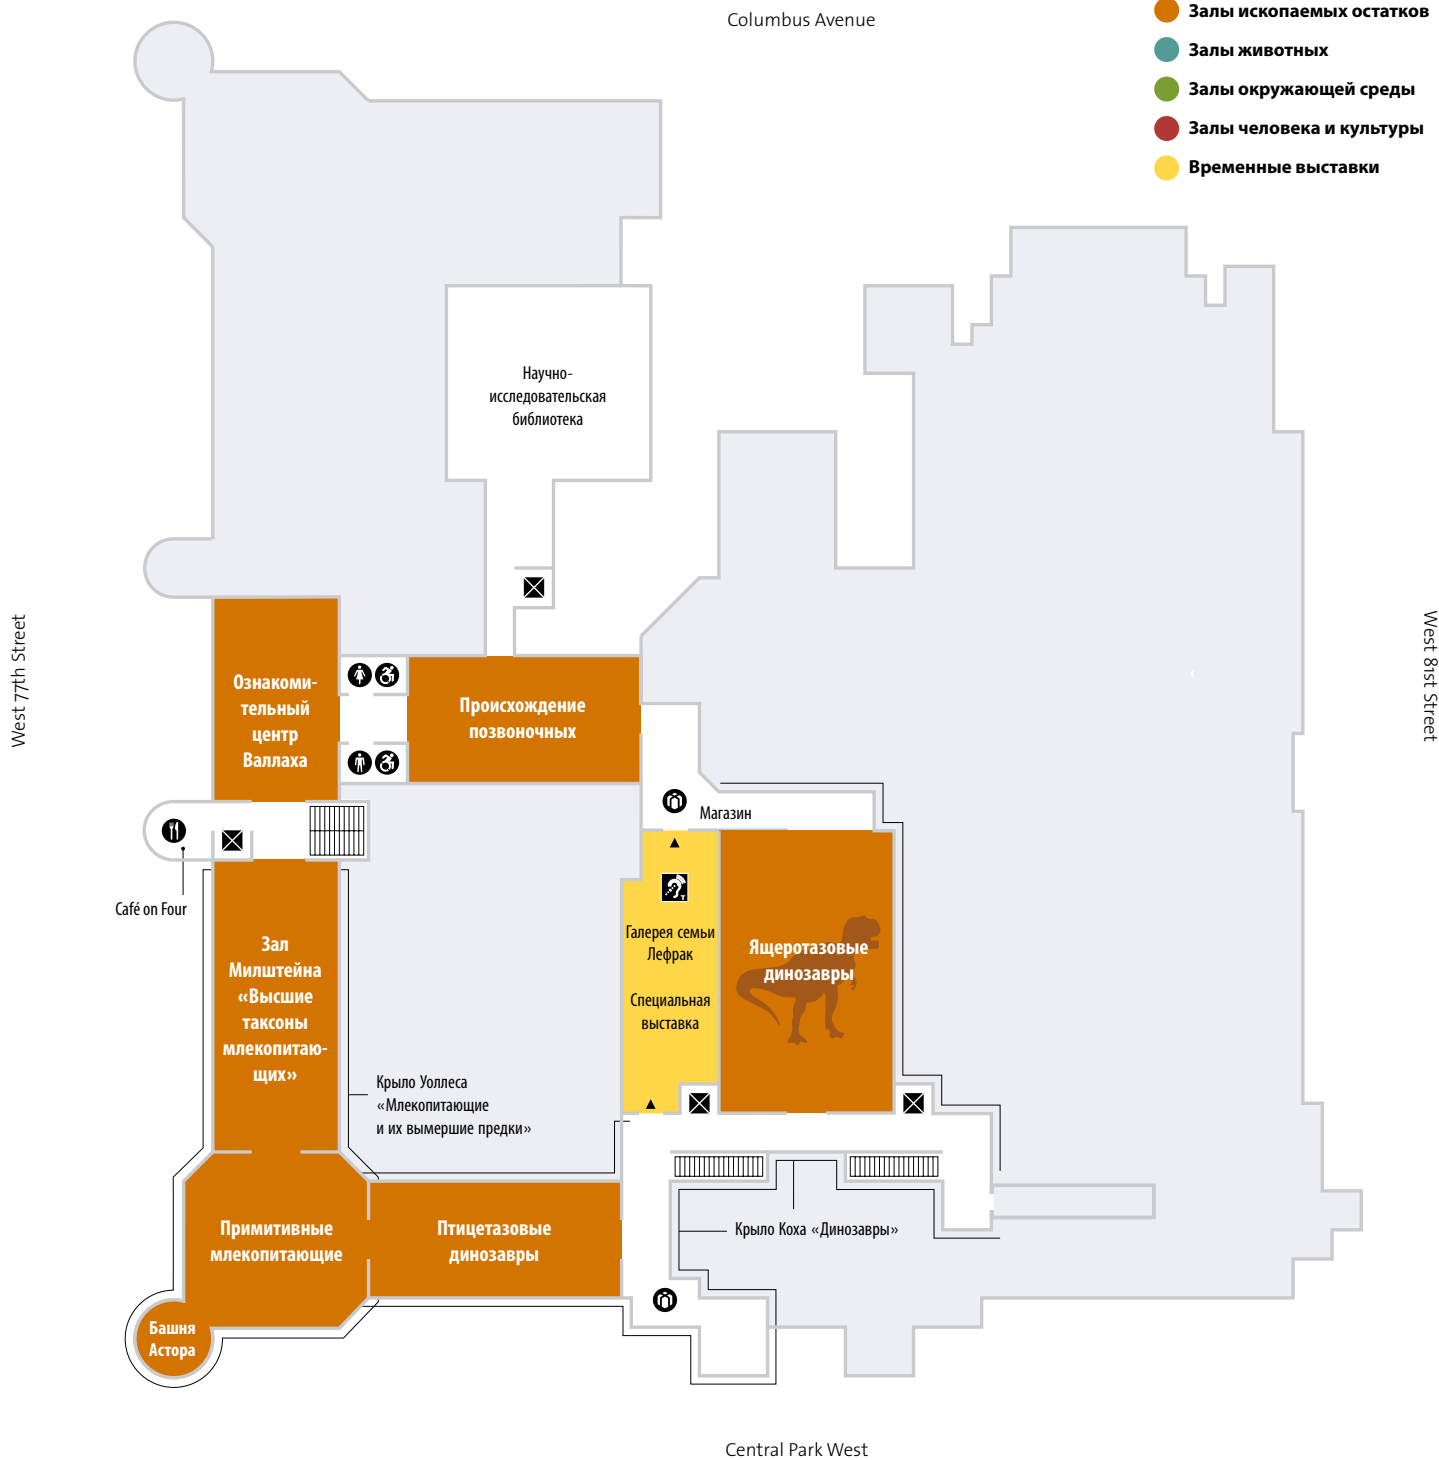 Columbus Avenue
Залы ископаемых остатков
Залы животных
Залы окружающей среды
Залы человека и культуры
Временные выставки
Научно-
исследовательская
библиотека
West 77th Street
West 81st Street
Ознакоми-
тельный
центр
Валлаха
Происхождение
позвоночных
Магазин
Café on Four
Зал
Милштейна
«Высшие
таксоны
млекопитаю-
щих»
Галерея семьи
Лефрак
Специальная
выставка
T
Ящеротазовые
динозавры
Крыло Уоллеса
«Млекопитающие
и их вымершие предки»
Примитивные
млекопитающие
Птицетазовые
динозавры
Крыло Коха «Динозавры»
Башня
Астора
Central Park West